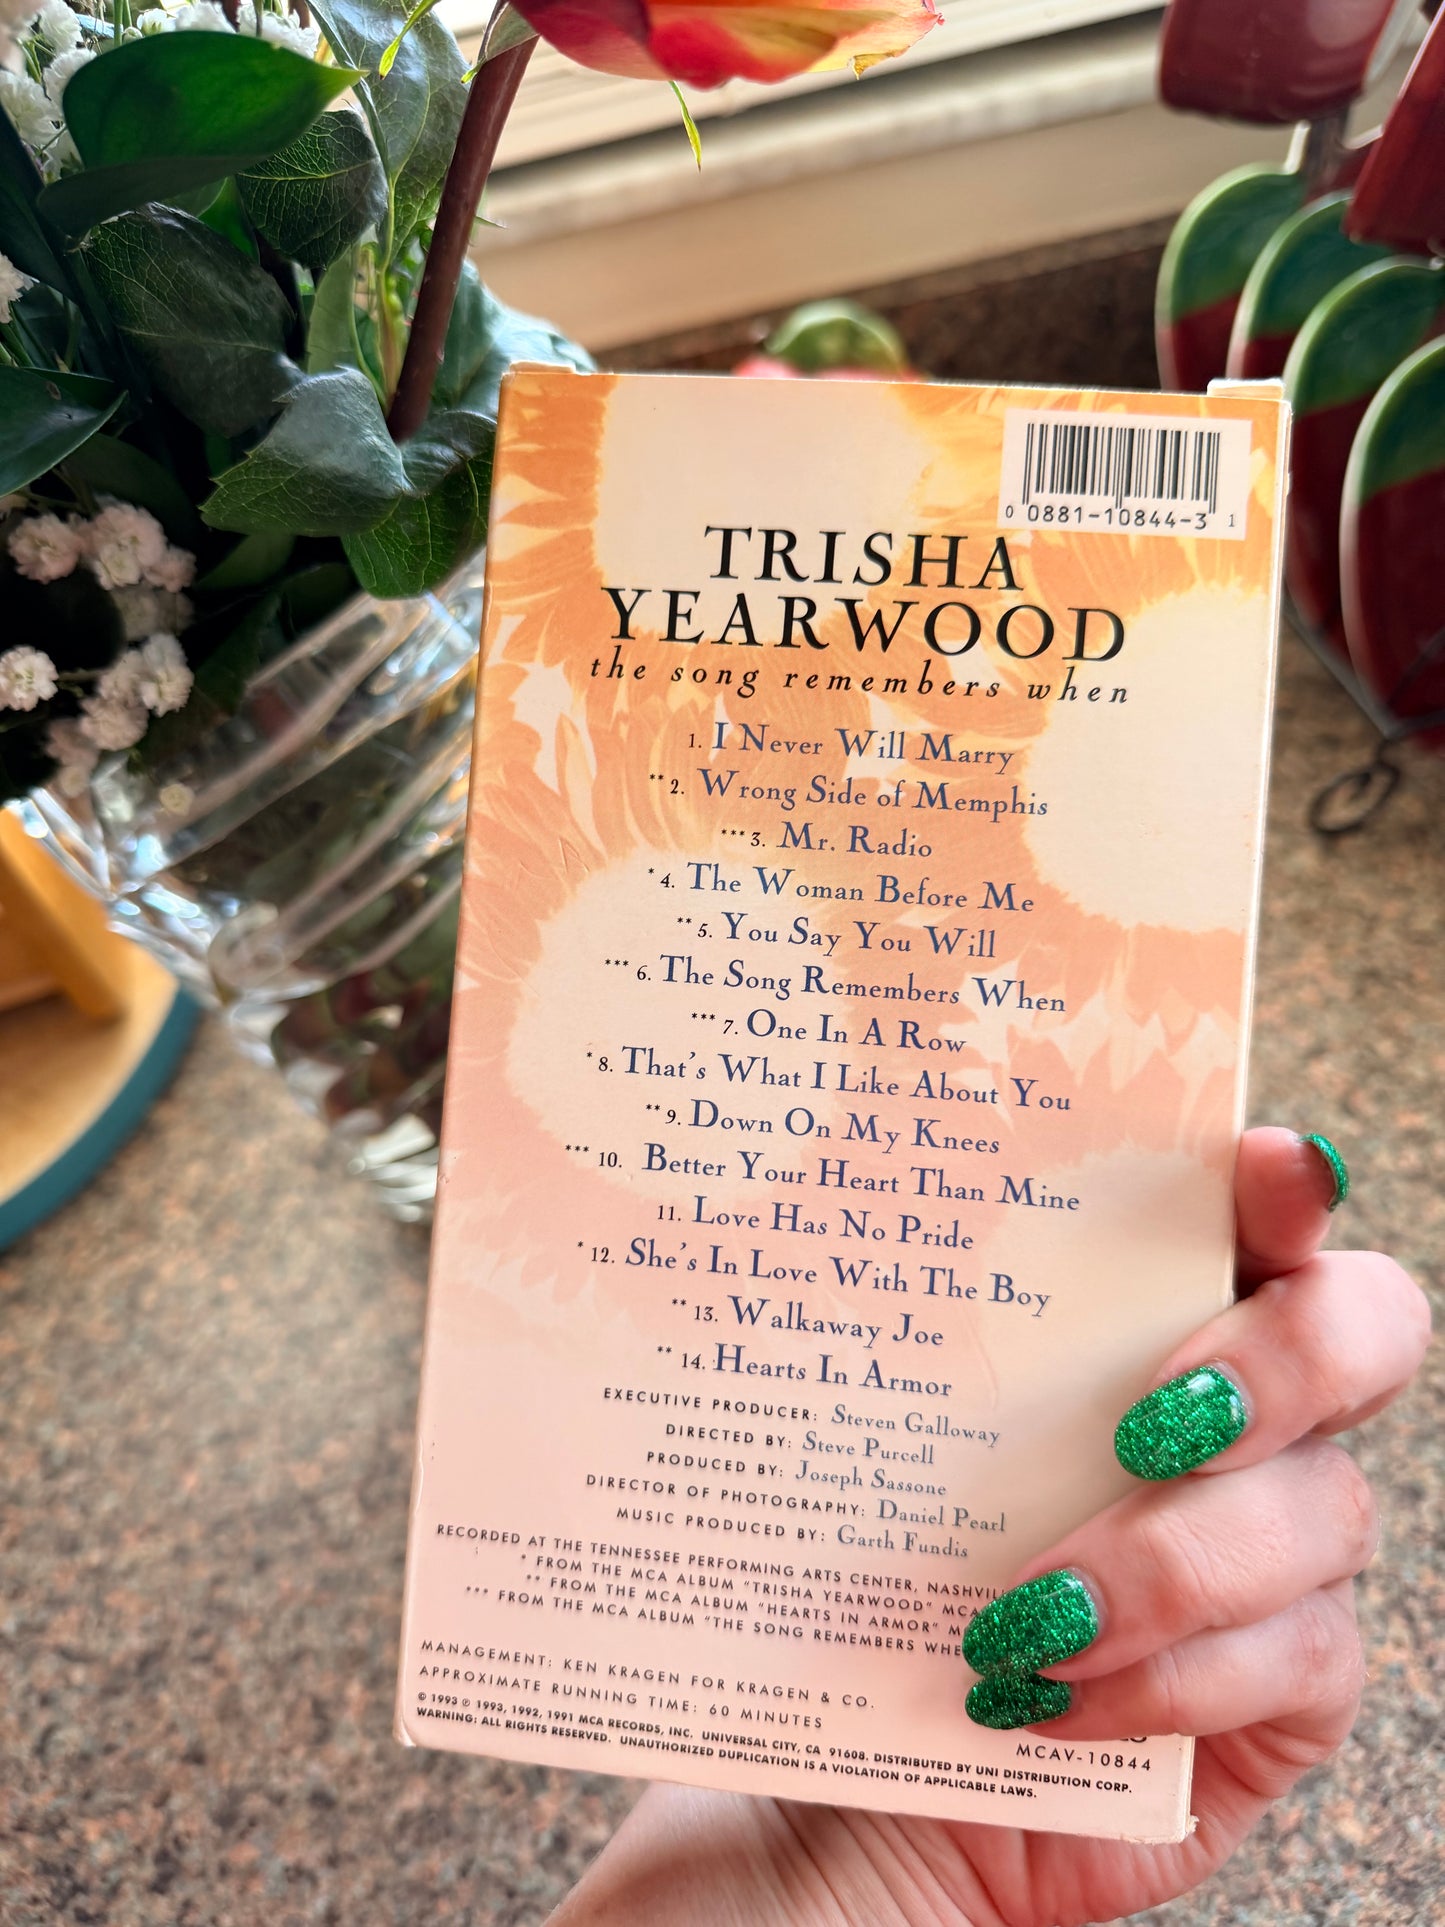 0 0881-10844-3 1
TRISHA
YEARWOOD
the song remembers when
1. I Never Will Marry
** 2. Wrong Side of Memphis
*** 3. Mr. Radio
* 4. The Woman Before Me
** 5. You Say You Will
*** 6. The Song Remembers When
*** 7. One In A Row
* 8. That's What I Like About You
** 9. Down On My Knees
*** 10. Better Your Heart Than Mine
11. Love Has No Pride
* 12. She's In Love With The Boy
** 13. Walkaway Joe
** 14. Hearts In Armor
EXECUTIVE PRODUCER: Steven Galloway
DIRECTED BY: Steve Purcell
PRODUCED BY: Joseph Sassone
DIRECTOR OF PHOTOGRAPHY: Daniel Pearl
MUSIC PRODUCED BY: Garth Fundis
RECORDED AT THE TENNESSEE PERFORMING ARTS CENTER,
* FROM THE MCA ALBUM "TRISHA YEARWOOD"
** FROM THE MCA ALBUM "HEARTS IN ARMOR"
*** FROM THE MCA ALBUM "THE SONG REMEMBERS
MANAGEMENT: KEN KRAGEN FOR KRAGEN & CO.
APPROXIMATE RUNNING TIME: 60 MINUTES
MCAV-10844
© 1993 ℗ 1993, 1992, 1991 MCA RECORDS, INC. UNIVERSAL CITY, CA 91608. DISTRIBUTED BY UNI DISTRIBUTION CORP.
WARNING: ALL RIGHTS RESERVED. UNAUTHORIZED DUPLICATION IS A VIOLATION OF APPLICABLE LAWS.